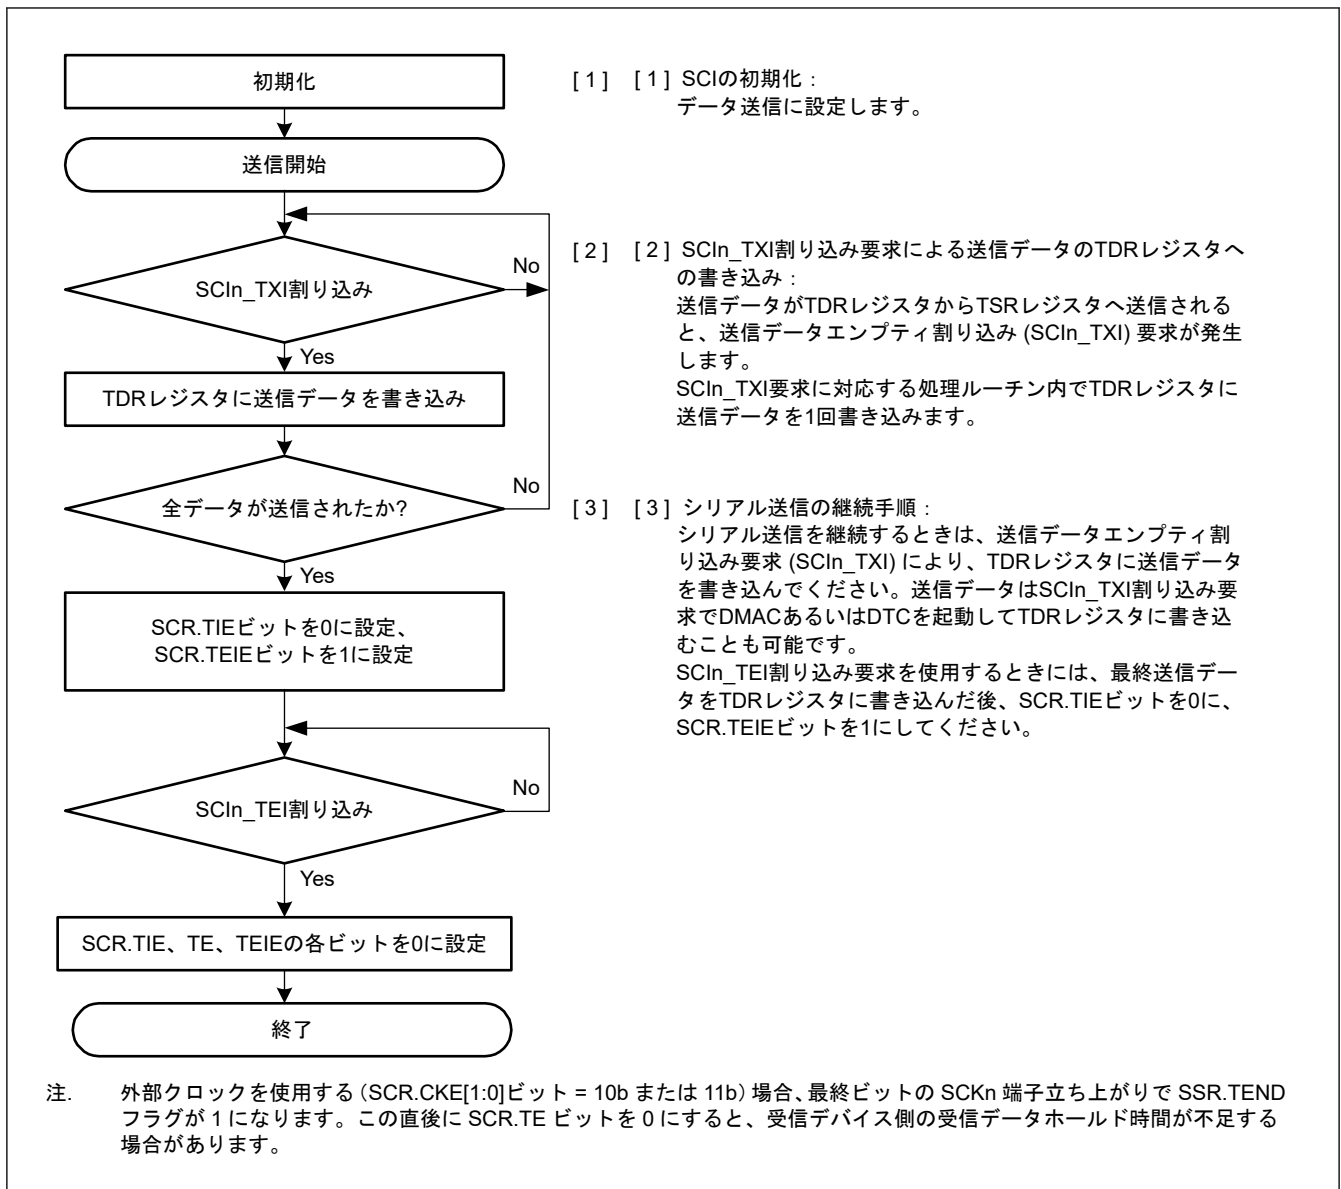 初期化
[ 1 ] [ 1 ] SCIの初期化：
データ送信に設定します。
送信開始
SCIn_TXI割り込み
No
Yes
[ 2 ] [ 2 ] SCIn_TXI割り込み要求による送信データのTDRレジスタへ
の書き込み：
送信データがTDRレジスタからTSRレジスタへ送信される
と、送信データエンプティ割り込み (SCIn_TXI) 要求が発生
します。
SCIn_TXI要求に対応する処理ルーチン内でTDRレジスタに
送信データを1回書き込みます。
TDRレジスタに送信データを書き込み
全データが送信されたか?
No
Yes
[ 3 ] [ 3 ] シリアル送信の継続手順：
シリアル送信を継続するときは、送信データエンプティ割
り込み要求 (SCIn_TXI) により、TDRレジスタに送信データ
を書き込んでください。送信データはSCIn_TXI割り込み要
求でDMACあるいはDTCを起動してTDRレジスタに書き込
むことも可能です。
SCIn_TEI割り込み要求を使用するときには、最終送信デー
タをTDRレジスタに書き込んだ後、SCR.TIEビットを0に、
SCR.TEIEビットを1にしてください。
SCR.TIEビットを0に設定、
SCR.TEIEビットを1に設定
SCIn_TEI割り込み
No
Yes
SCR.TIE、TE、TEIEの各ビットを0に設定
終了
注. 外部クロックを使用する（SCR.CKE[1:0]ビット = 10b または 11b）場合、最終ビットの SCKn 端子立ち上がりで SSR.TEND
フラグが 1 になります。この直後に SCR.TE ビットを 0 にすると、受信デバイス側の受信データホールド時間が不足する
場合があります。